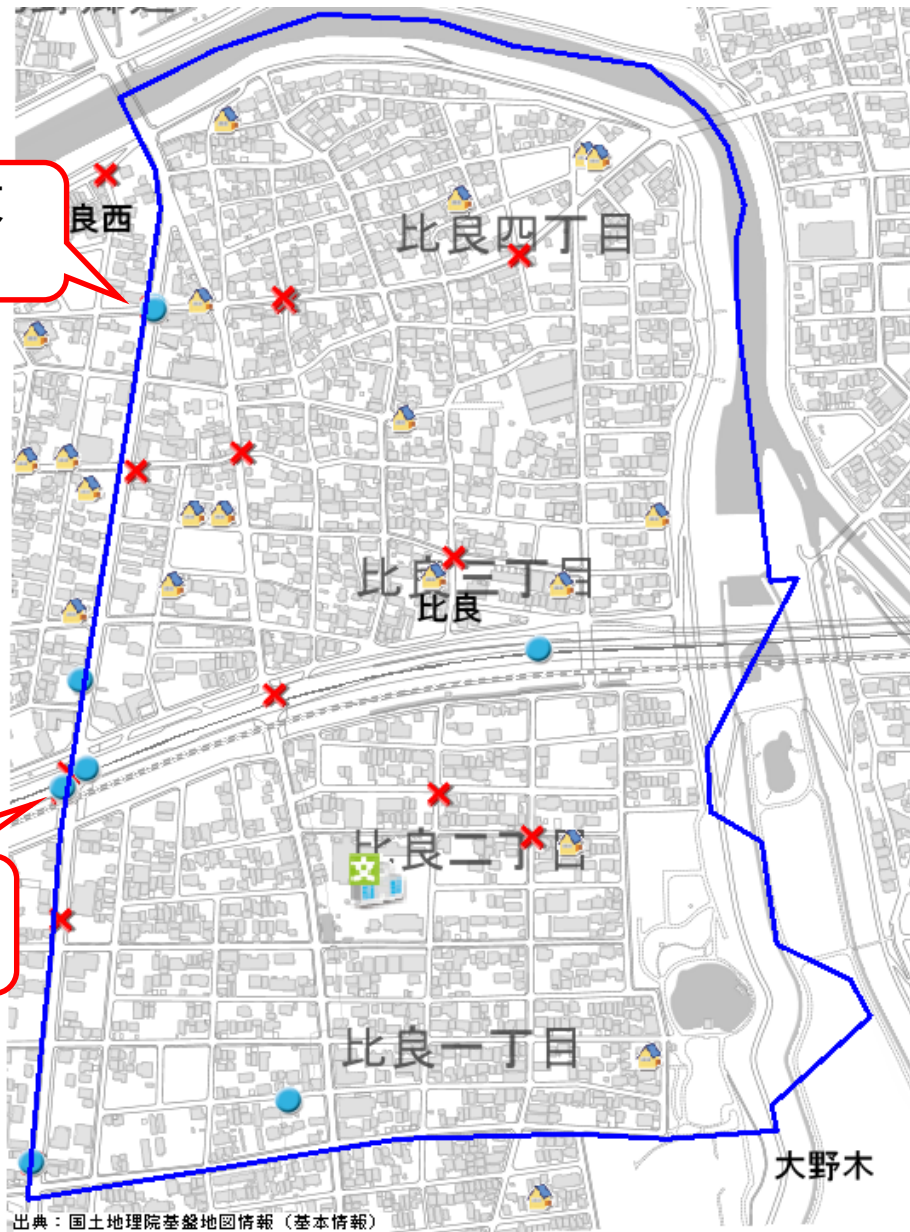 良西
比良四丁目
比良三丁目
比良
比良二丁目
文
比良一丁目
大野木
出典：国土地理院基盤地図情報（基本情報）